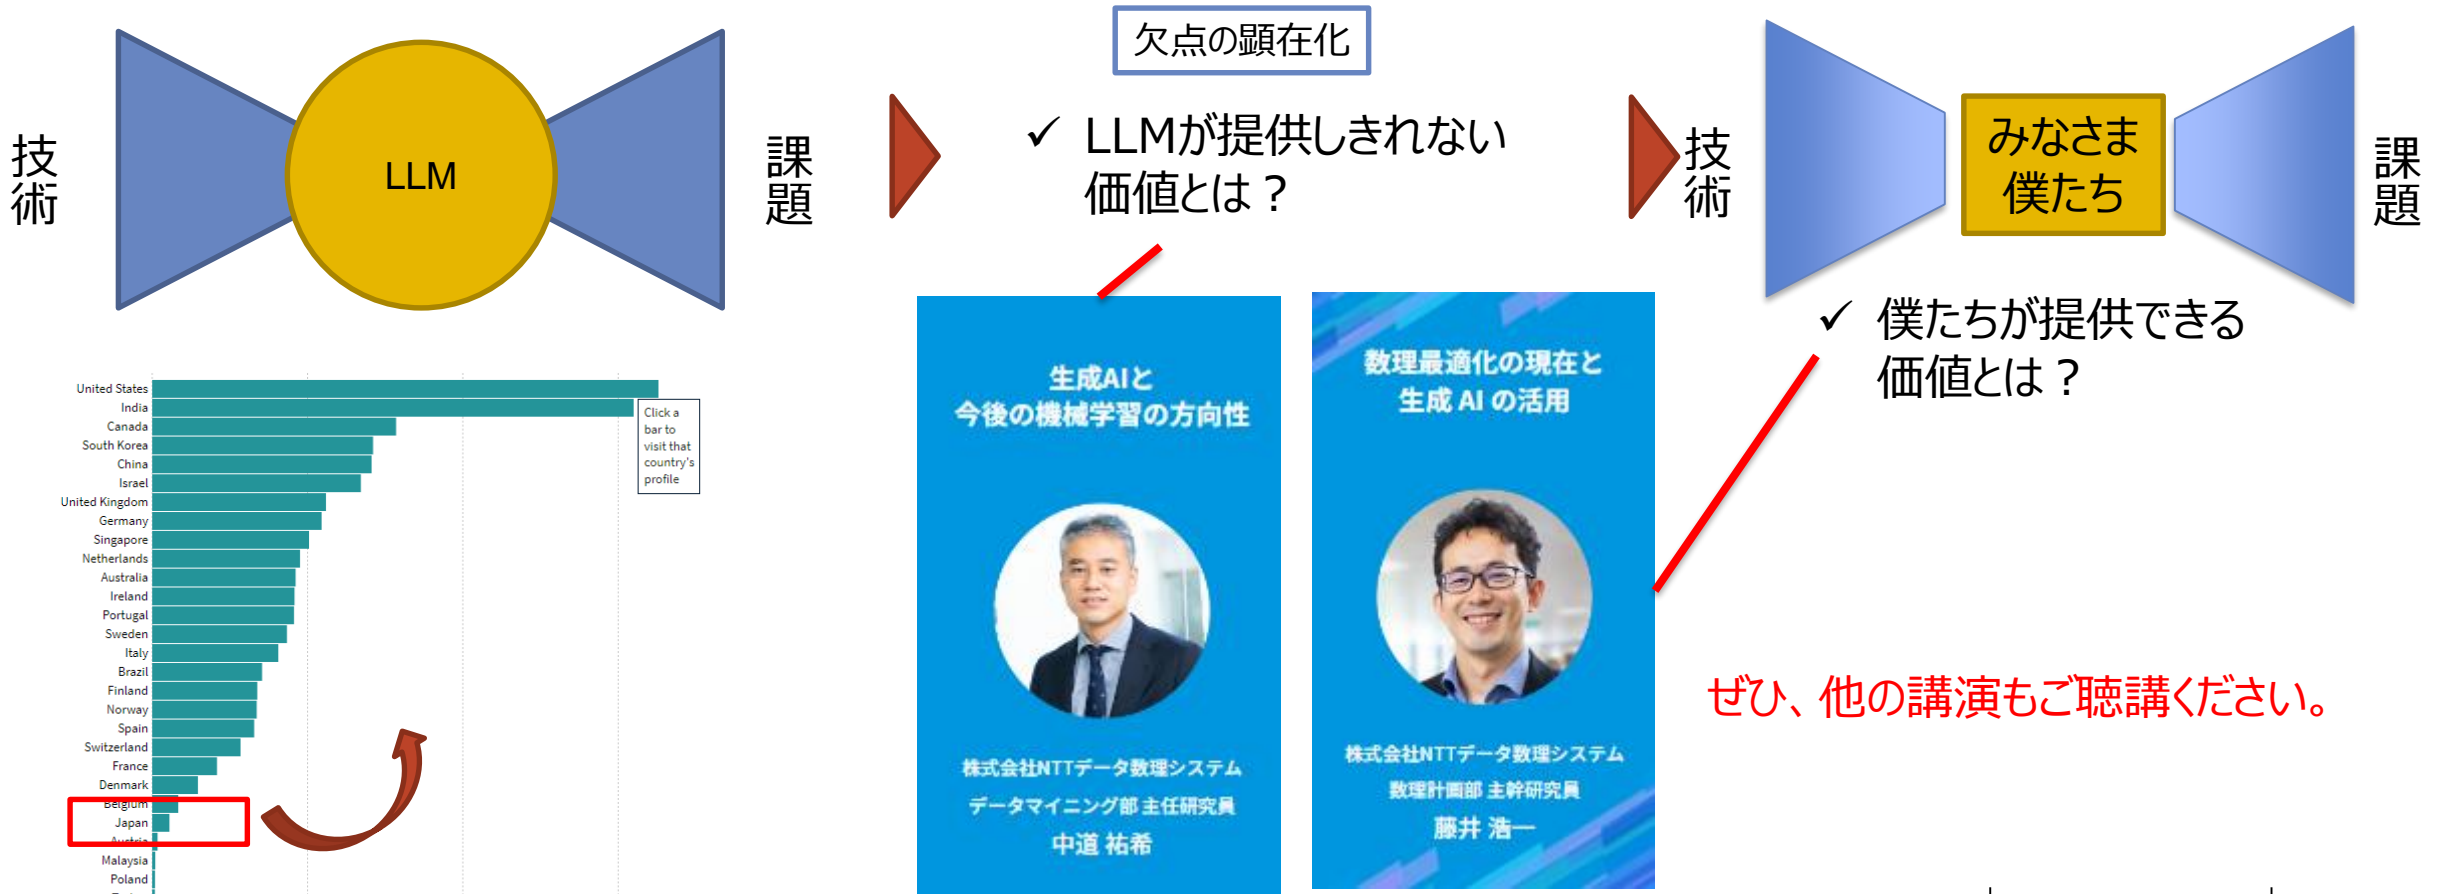 欠点の顕在化
技術
LLM
課題
✓ LLMが提供しきれない
価値とは？
技術
みなさま
僕たち
課題
✓ 僕たちが提供できる
価値とは？
United States
India
Canada
South Korea
China
Israel
United Kingdom
Germany
Singapore
Netherlands
Australia
Ireland
Portugal
Sweden
Italy
Brazil
Finland
Norway
Spain
Switzerland
France
Denmark
Belgium
Japan
Austria
Malaysia
Poland
Click a
bar to
visit that
country's
profile
生成AIと
今後の機械学習の方向性
株式会社NTTデータ数理システム
データマイニング部 主任研究員
中道 祐希
数理最適化の現在と
生成 AI の活用
株式会社NTTデータ数理システム
数理計画部 主幹研究員
藤井 浩一
ぜひ、他の講演もご聴講ください。